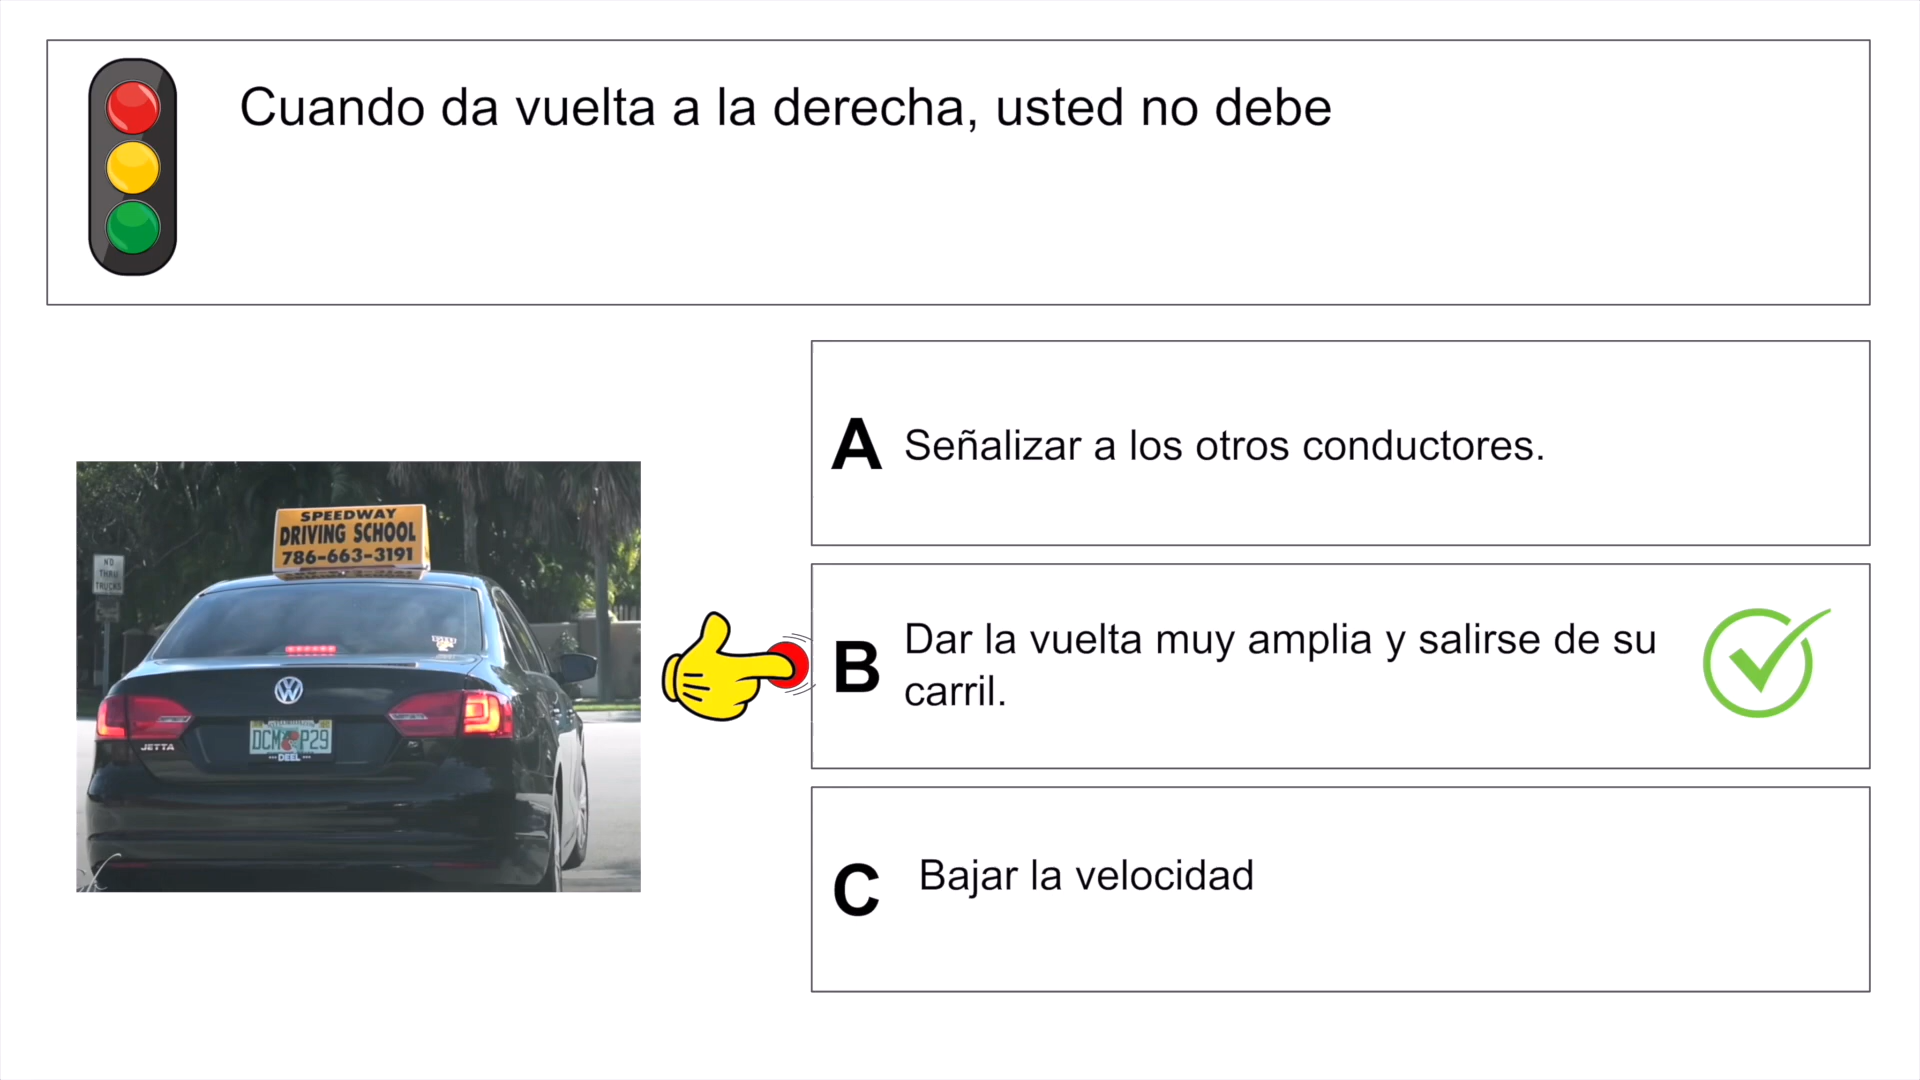 Cuando da vuelta a la derecha, usted no debe
A Señalizar a los otros conductores.
SPEEDWAY
DRIVING SCHOOL
786-663-3191
NO
THRU
TRUCKS
B Dar la vuelta muy amplia y salirse de su
carril.
JETTA
DCM P29
DEEL
C Bajar la velocidad